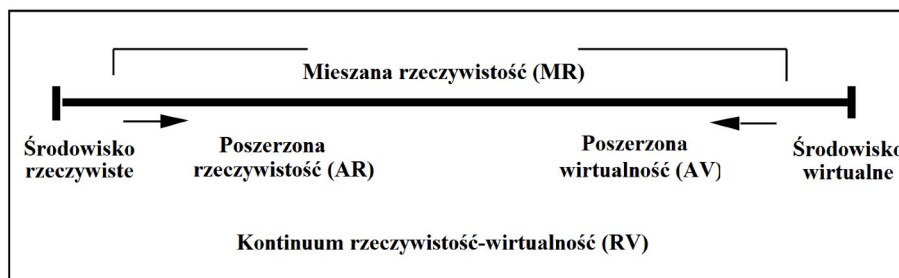 Mieszana rzeczywistość (MR)
Środowisko
rzeczywiste
Poszerzona
rzeczywistość (AR)
Poszerzona
wirtualność (AV)
Środowisko
wirtualne
Kontinuum rzeczywistość-wirtualność (RV)